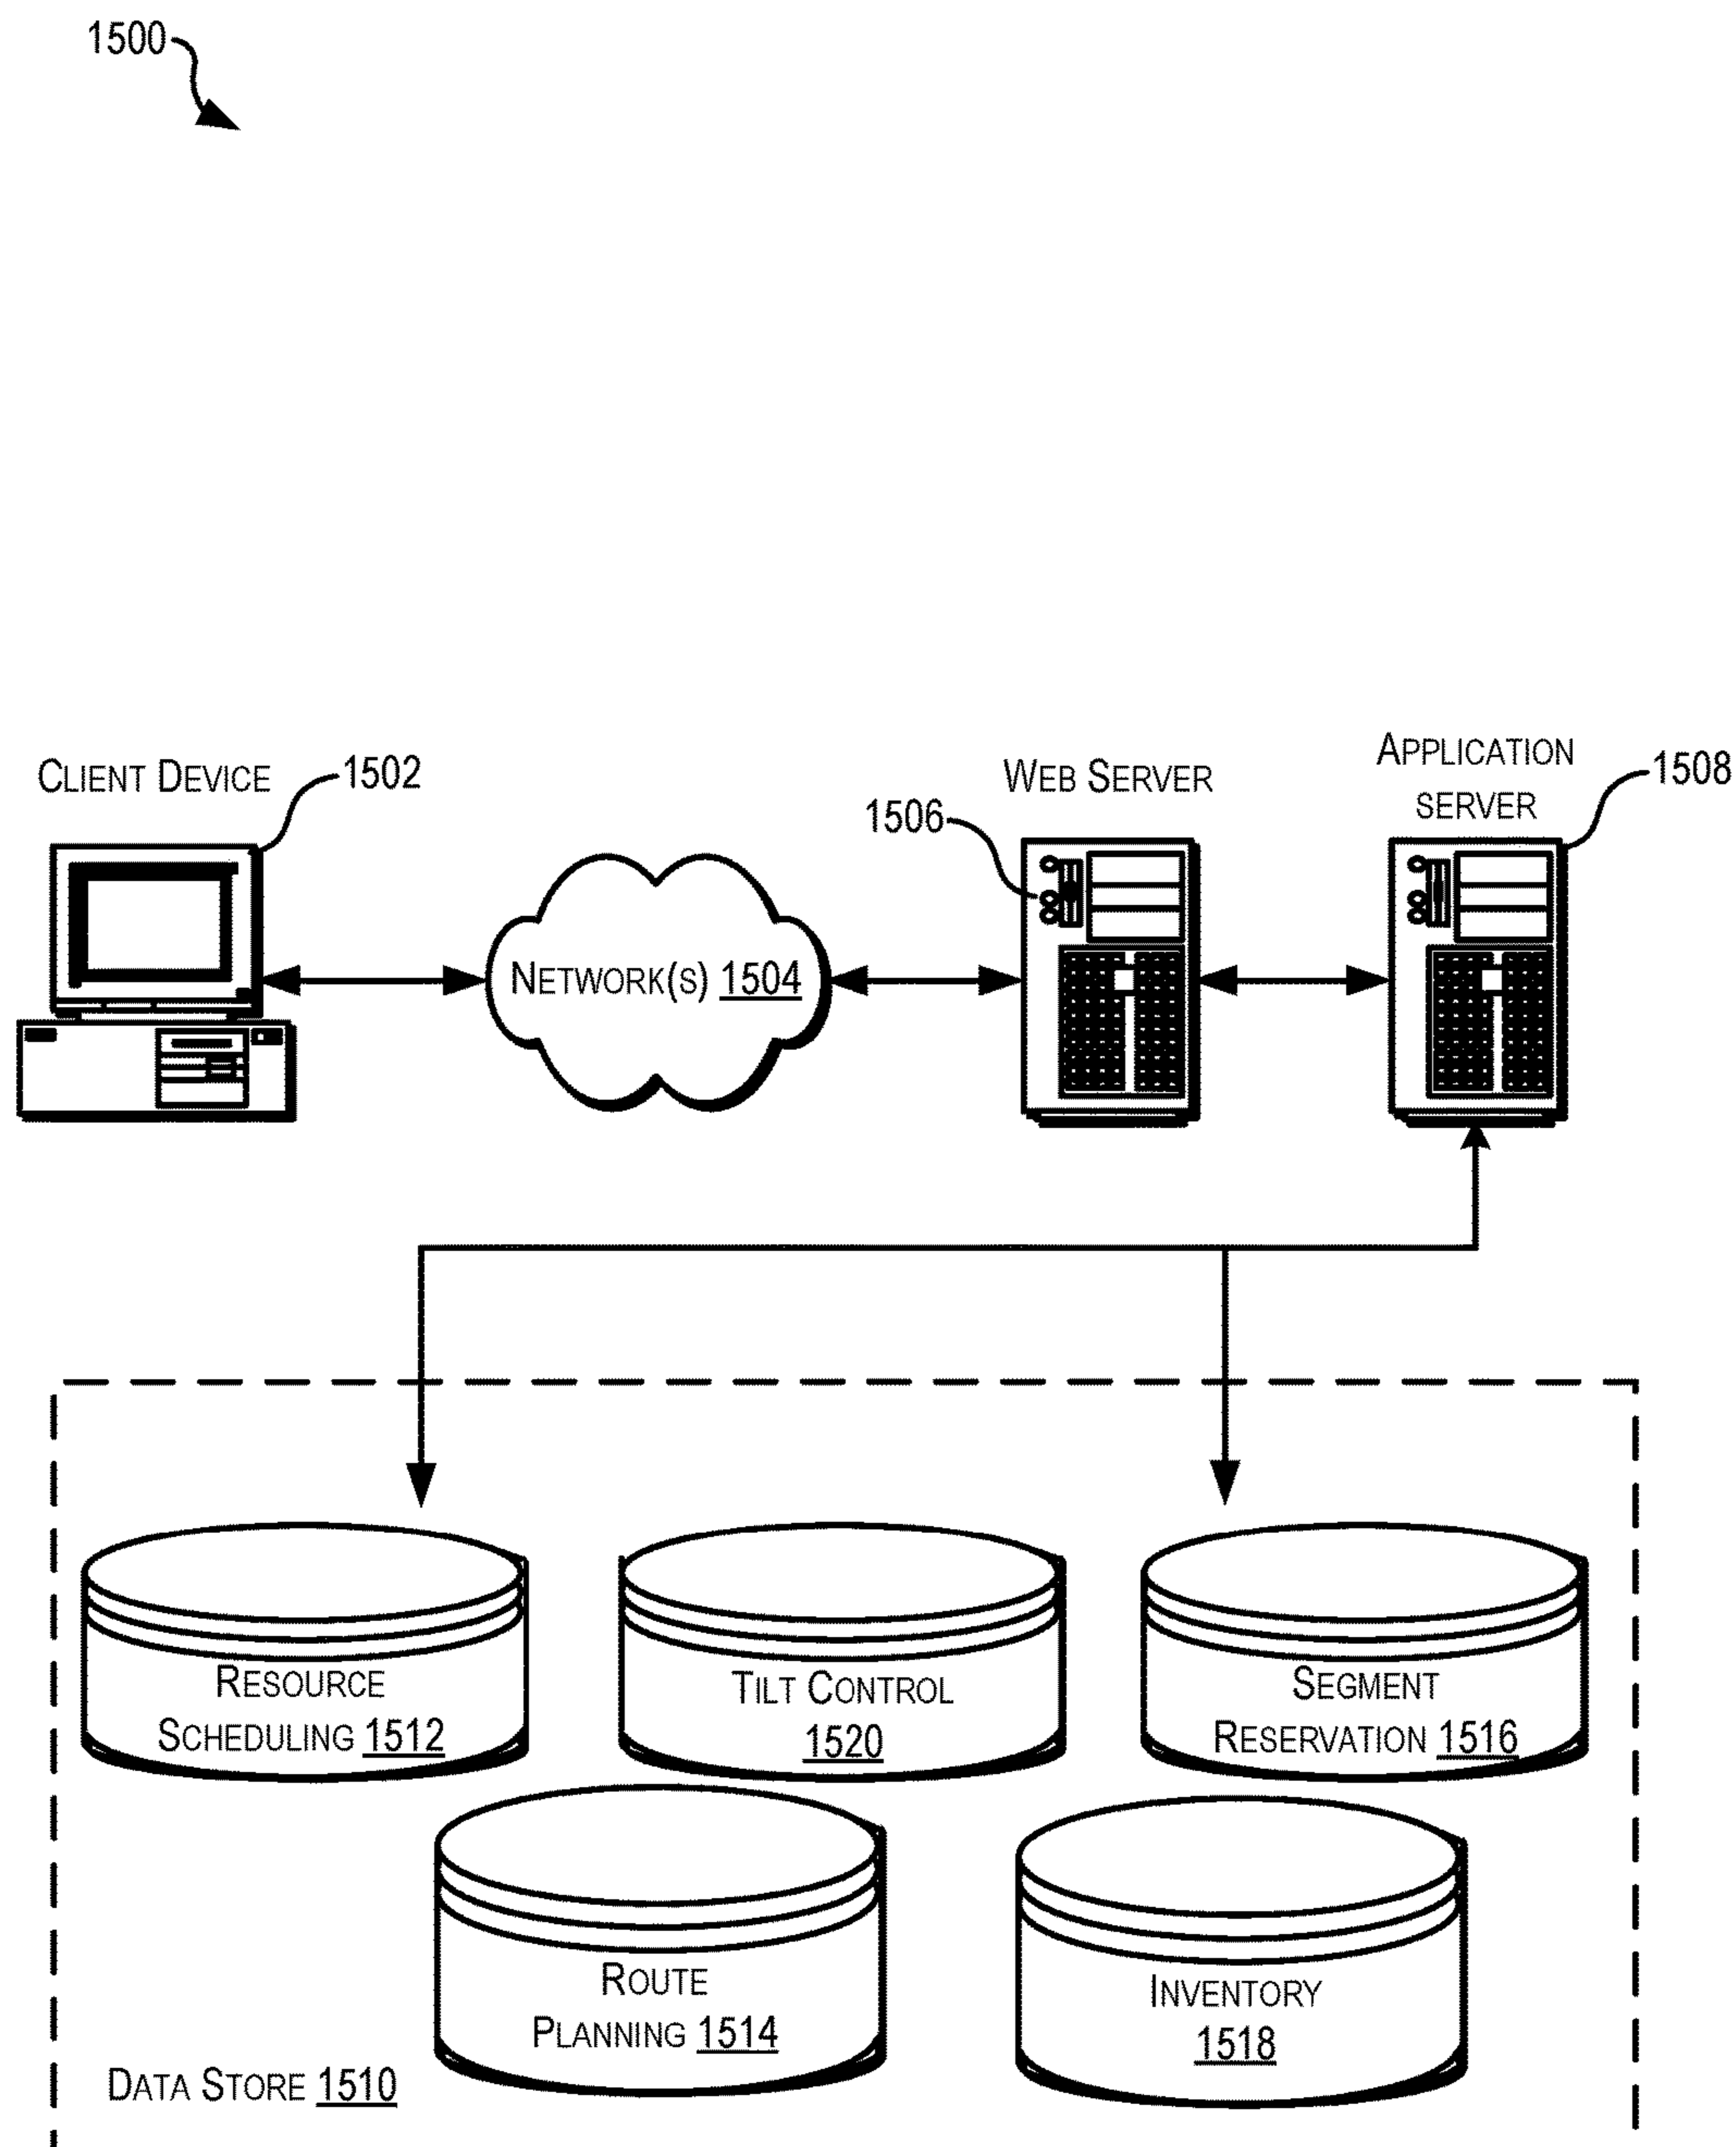 1500
CLIENT DEVICE
1502
WEB SERVER
APPLICATION
SERVER
1508
1506
NETWORK(S) 1504
RESOURCE
SCHEDULING 1512
TILT CONTROL
1520
SEGMENT
RESERVATION 1516
ROUTE
PLANNING 1514
INVENTORY
1518
DATA STORE 1510